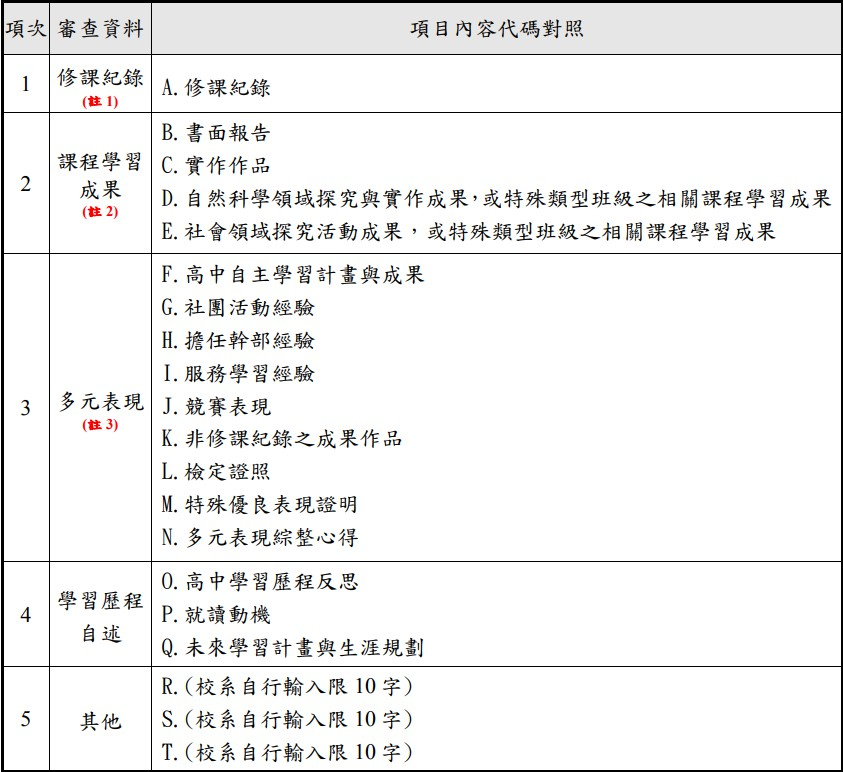 項次 審查資料 項目內容代碼對照
1 修課紀錄 (註 1) A.修課紀錄
2 課程學習成果 (註 2)
B.書面報告
C.實作作品
D.自然科學領域探究與實作成果，或特殊類型班級之相關課程學習成果
E.社會領域探究活動成果，或特殊類型班級之相關課程學習成果
3 多元表現 (註 3)
F.高中自主學習計畫與成果
G.社團活動經驗
H.擔任幹部經驗
I.服務學習經驗
J.競賽表現
K.非修課紀錄之成果作品
L.檢定證照
M.特殊優良表現證明
N.多元表現綜整心得
4 學習歷程自述
O.高中學習歷程反思
P.就讀動機
Q.未來學習計畫與生涯規劃
5 其他
R.(校系自行輸入限 10 字)
S.(校系自行輸入限 10 字)
T.(校系自行輸入限 10 字)